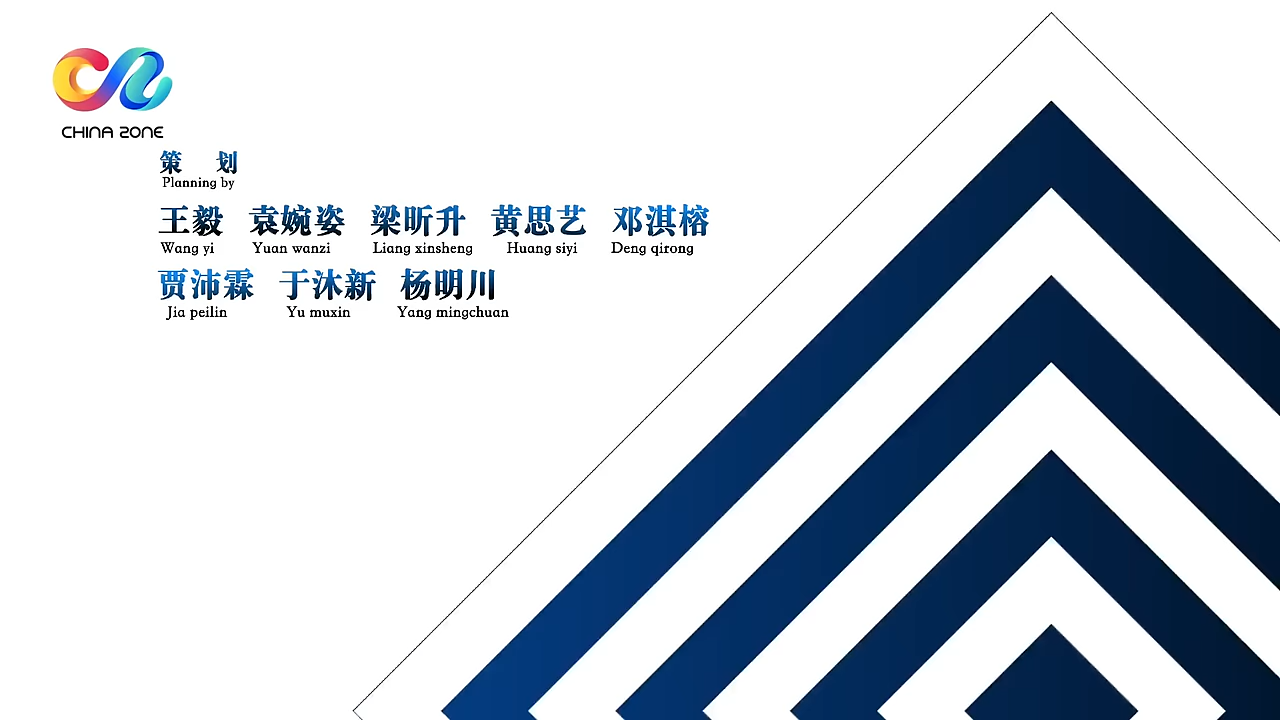 CHINA ZONE
策 划
Planning by
王毅 袁婉姿 梁昕升 黄思艺 邓淇榕
Wang yi Yuan wanzi Liang xinsheng Huang siyi Deng qirong
贾沛霖 于沐新 杨明川
Jia peilin Yu muxin Yang mingchuan